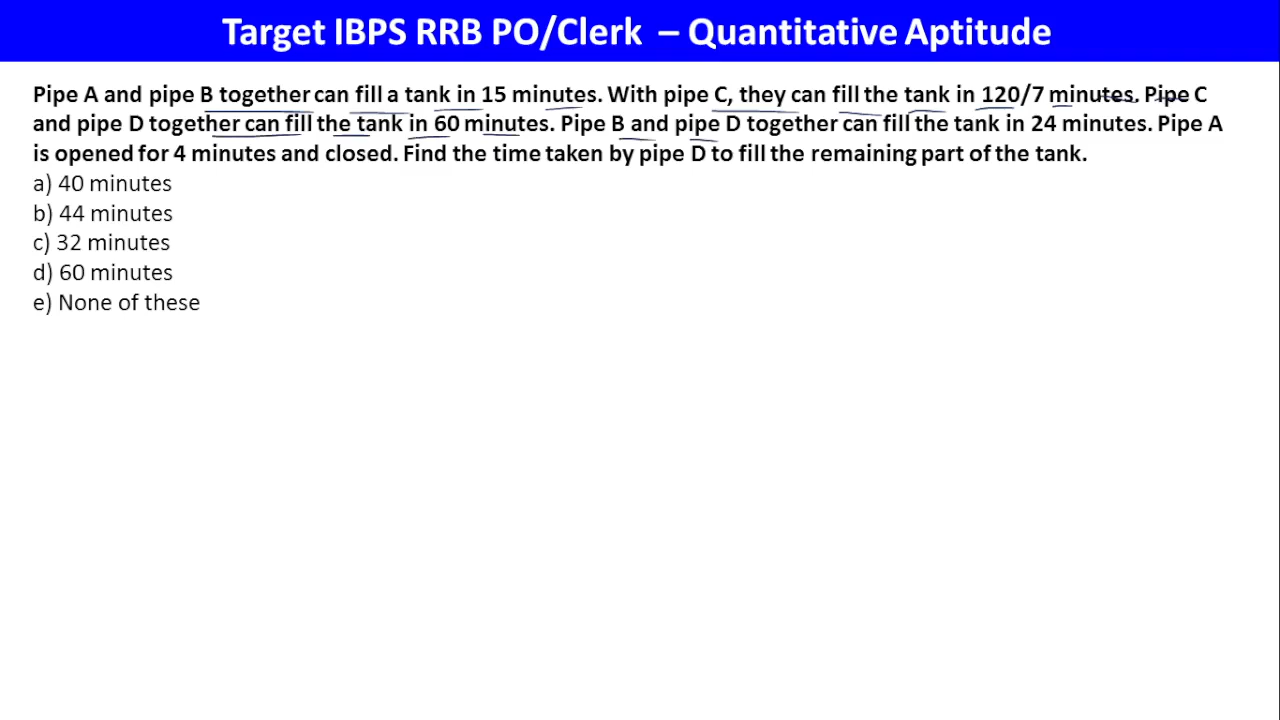 Target IBPS RRB PO/Clerk – Quantitative Aptitude
Pipe A and pipe B together can fill a tank in 15 minutes. With pipe C, they can fill the tank in 120/7 minutes. Pipe C
and pipe D together can fill the tank in 60 minutes. Pipe B and pipe D together can fill the tank in 24 minutes. Pipe A
is opened for 4 minutes and closed. Find the time taken by pipe D to fill the remaining part of the tank.
a) 40 minutes
b) 44 minutes
c) 32 minutes
d) 60 minutes
e) None of these